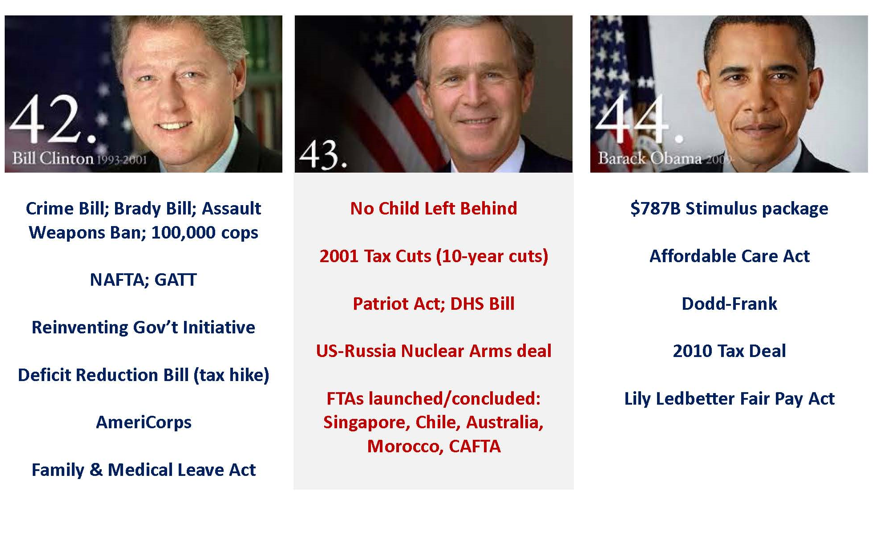 42.
Bill Clinton 1993-2001
Crime Bill; Brady Bill; Assault
Weapons Ban; 100,000 cops
NAFTA; GATT
Reinventing Gov’t Initiative
Deficit Reduction Bill (tax hike)
AmeriCorps
Family & Medical Leave Act
43.
No Child Left Behind
2001 Tax Cuts (10-year cuts)
Patriot Act; DHS Bill
US-Russia Nuclear Arms deal
FTAs launched/concluded:
Singapore, Chile, Australia,
Morocco, CAFTA
44.
Barack Obama 2009-
$787B Stimulus package
Affordable Care Act
Dodd-Frank
2010 Tax Deal
Lily Ledbetter Fair Pay Act